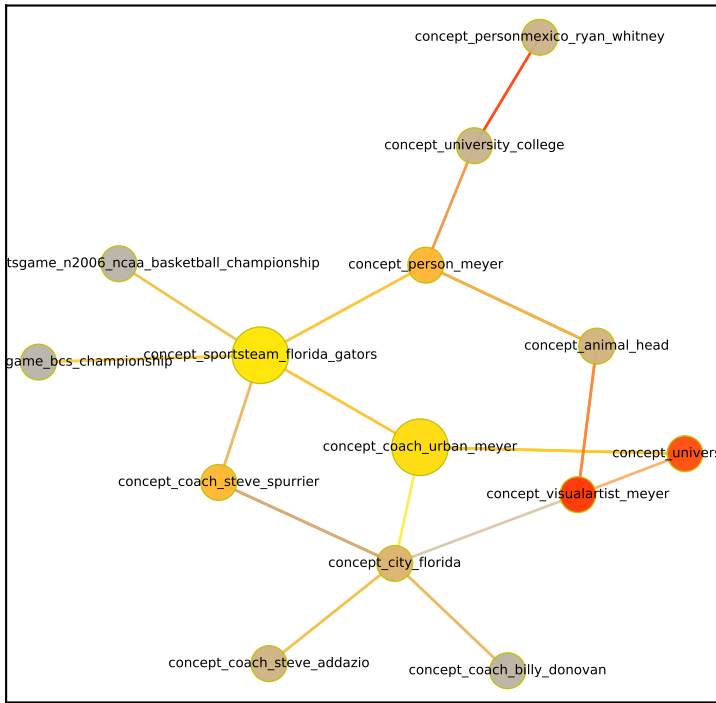 concept_personmexico_ryan_whitney
concept_university_college
tsgame_n2006_ncaa_basketball_championship
concept_person_meyer
concept_animal_head
concept_sportsteam_florida_gators
game_bcs_championship
concept_coach_urban_meyer
concept_univers
concept_coach_steve_spurrier
concept_visualartist_meyer
concept_city_florida
concept_coach_steve_addazio
concept_coach_billy_donovan